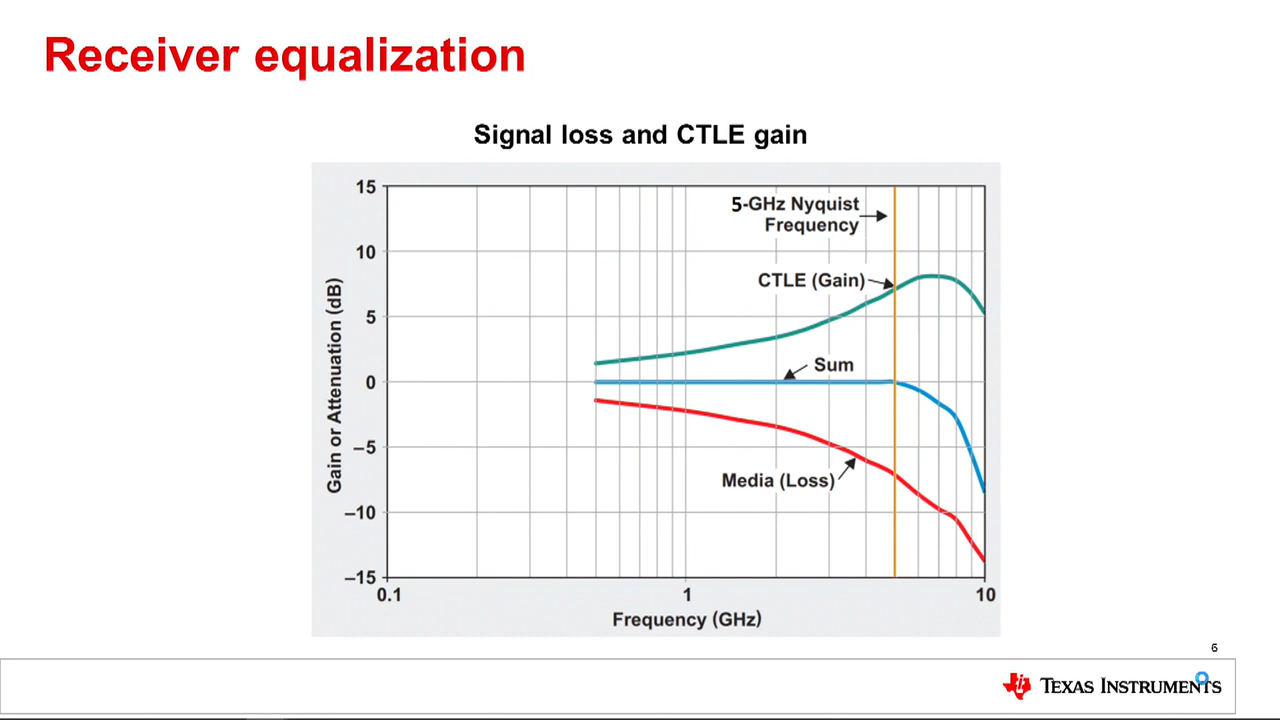 Receiver equalization
Signal loss and CTLE gain
15
10
5
0
–5
–10
–15
Gain or Attenuation (dB)
5-GHz Nyquist
Frequency
CTLE (Gain)
Sum
Media (Loss)
0.1
1
10
Frequency (GHz)
6
TEXAS INSTRUMENTS